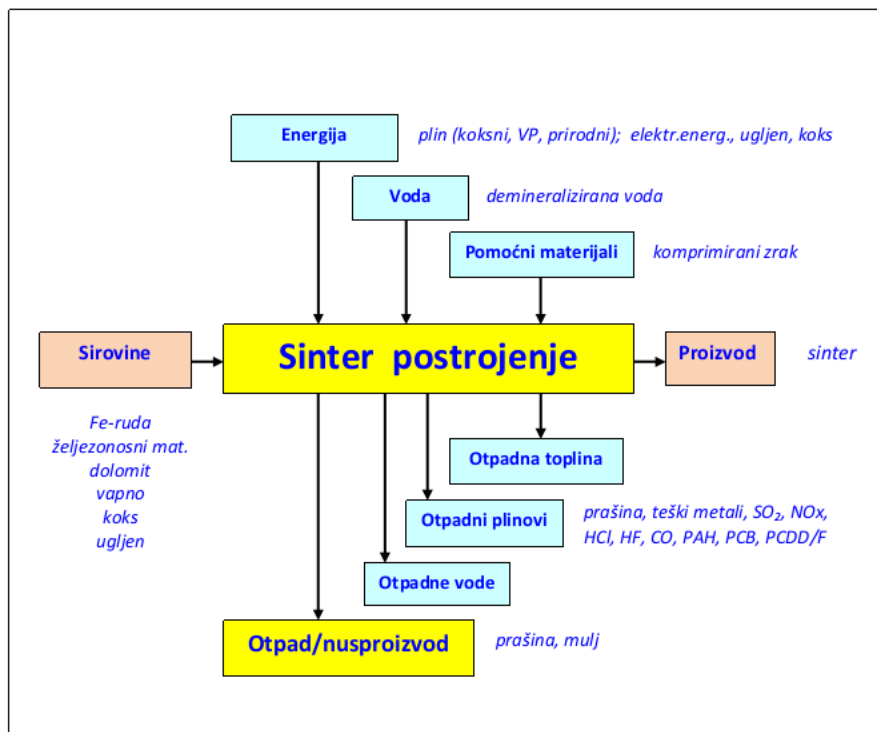 Energija
plin (koksni, VP, prirodni); elektr.energ., ugljen, koks
Voda
demineralizirana voda
Pomoćni materijali
komprimirani zrak
Sirovine
Sinter postrojenje
Proizvod
sinter
Fe-ruda
željezonosni mat.
dolomit
vapno
koks
ugljen
Otpadna toplina
Otpadni plinovi
prašina, teški metali, SO₂, NOx,
HCl, HF, CO, PAH, PCB, PCDD/F
Otpadne vode
Otpad/nusproizvod
prašina, mulj